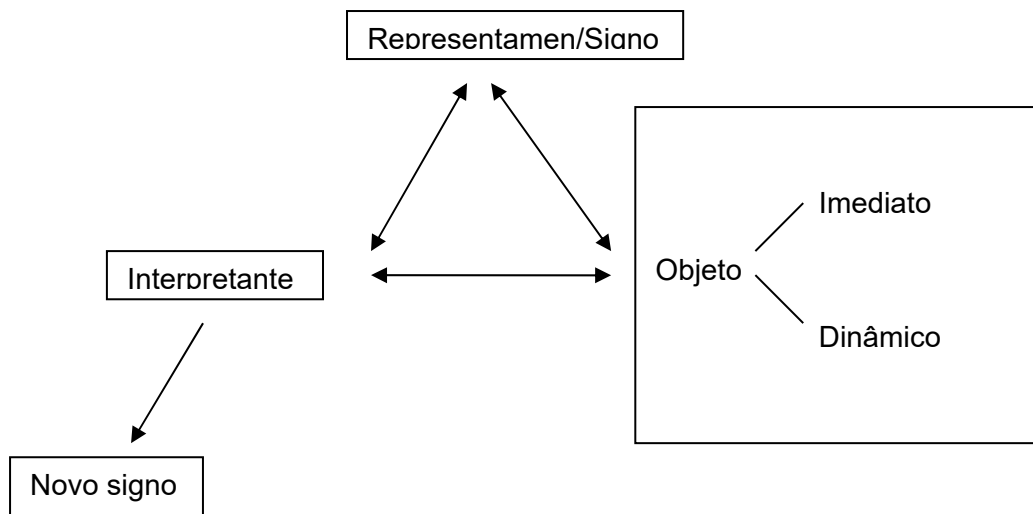 Representamen/Signo
Imediato
Objeto
Interpretante
Dinâmico
Novo signo